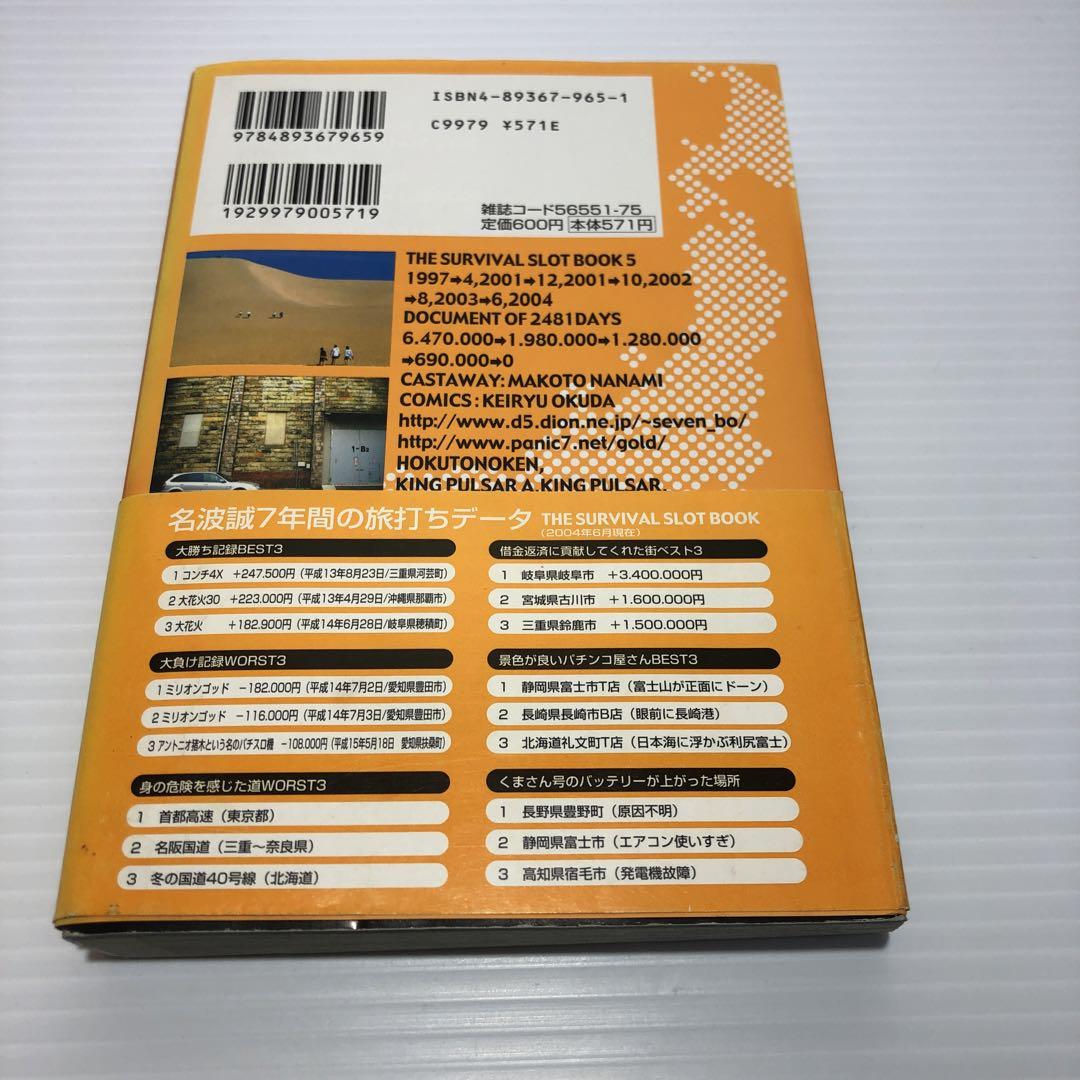 ISBN4-89367-965-1
C9979 ¥571E
9784893679659
1929979005719
雑誌コード56551-75
定価600円 本体571円
THE SURVIVAL SLOT BOOK 5
1997➔4,2001➔12,2001➔10,2002
➔8,2003➔6,2004
DOCUMENT OF 2481DAYS
6.470.000➔1.980.000➔1.280.000
➔690.000➔0
CASTAWAY: MAKOTO NANAMI
COMICS : KEIRYU OKUDA
http://www.d5.dion.ne.jp/~seven_bo/
http://www.panic7.net/gold/
HOKUTONOKEN,
KING PULSAR A,KING PULSAR,
1-B2
名波誠7年間の旅打ちデータ THE SURVIVAL SLOT BOOK
(2004年6月現在)
大勝ち記録BEST3
1 コンチ4X +247.500円（平成13年8月23日/三重県河芸町）
2 大花火30 +223.000円（平成13年4月29日/沖縄県那覇市）
3 大花火 +182.900円（平成14年6月28日/岐阜県穂積町）
大負け記録WORST3
1 ミリオンゴッド −182.000円（平成14年7月2日/愛知県豊田市）
2 ミリオンゴッド −116.000円（平成14年7月3日/愛知県豊田市）
3 アントニオ猪木という名のパチスロ機 −108.000円（平成15年5月18日 愛知県扶桑町）
身の危険を感じた道WORST3
1 首都高速（東京都）
2 名阪国道（三重〜奈良県）
3 冬の国道40号線（北海道）
借金返済に貢献してくれた街ベスト3
1 岐阜県岐阜市 +3.400.000円
2 宮城県古川市 +1.600.000円
3 三重県鈴鹿市 +1.500.000円
景色が良いパチンコ屋さんBEST3
1 静岡県富士市T店（富士山が正面にドーン）
2 長崎県長崎市B店（眼前に長崎港）
3 北海道礼文町T店（日本海に浮かぶ利尻富士）
くまさん号のバッテリーが上がった場所
1 長野県豊野町（原因不明）
2 静岡県富士市（エアコン使いすぎ）
3 高知県宿毛市（発電機故障）